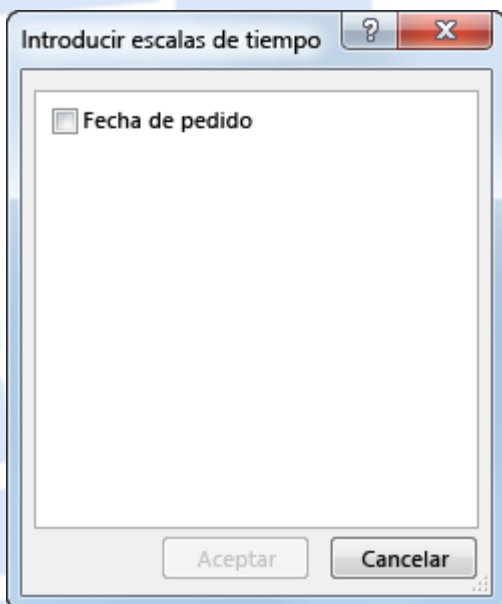 Introducir escalas de tiempo
Fecha de pedido
Aceptar
Cancelar